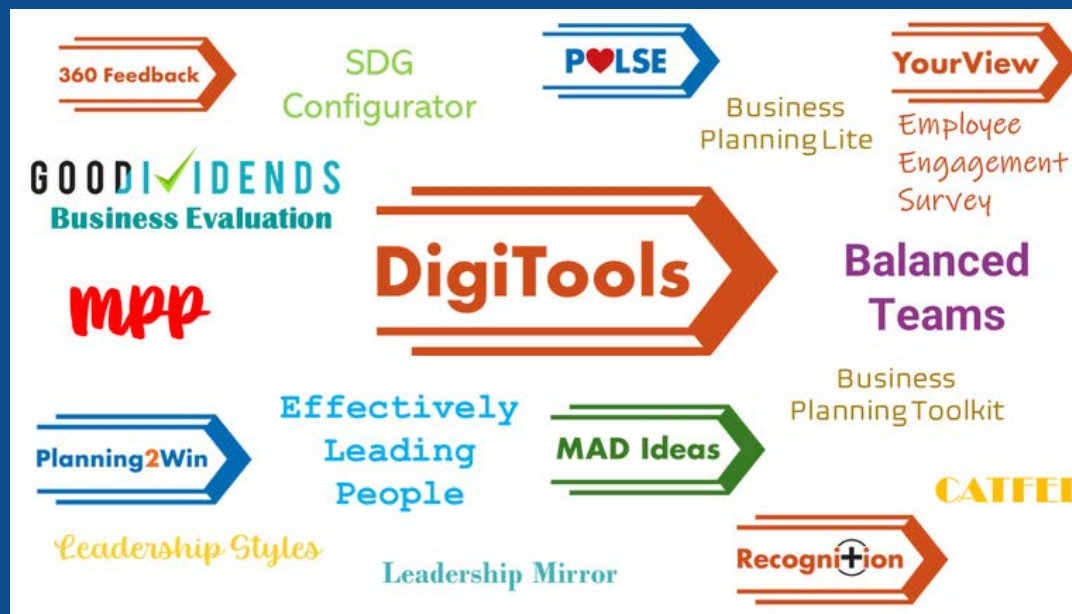 360 Feedback
SDG
Configurator
PULSE
YourView
Business
Planning Lite
Employee
Engagement
Survey
GOODIVIDENDS
Business Evaluation
DigiTools
Balanced
Teams
mpp
Business
Planning Toolkit
Planning2Win
Effectively
Leading
People
MAD Ideas
Leadership Styles
Leadership Mirror
Recognition